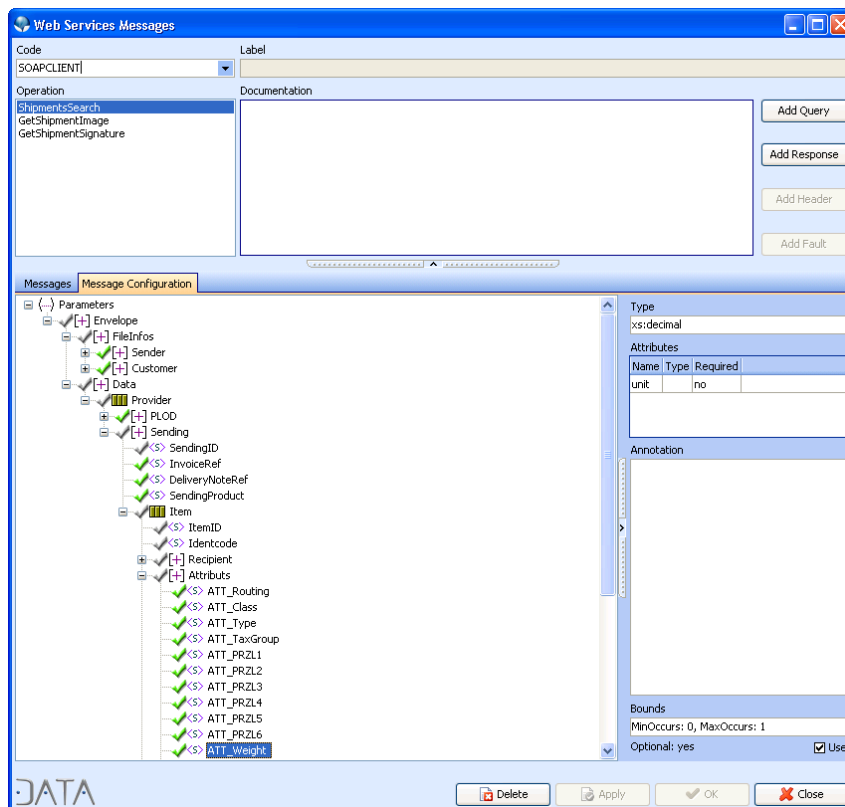 Web Services Messages
Code
Label
SOAPCLIENT
Operation
Documentation
ShipmentsSearch
GetShipmentImage
GetShipmentSignature
Add Query
Add Response
Add Header
Add Fault
Messages
Message Configuration
{...} Parameters
[+] Envelope
[+] FileInfos
[+] Sender
[+] Customer
[+] Data
Provider
[+] PLOD
[+] Sending
<S> SendingID
<S> InvoiceRef
<S> DeliveryNoteRef
<S> SendingProduct
Item
<S> ItemID
<S> Identcode
[+] Recipient
[+] Attributs
<S> ATT_Routing
<S> ATT_Class
<S> ATT_Type
<S> ATT_TaxGroup
<S> ATT_PRZL1
<S> ATT_PRZL2
<S> ATT_PRZL3
<S> ATT_PRZL4
<S> ATT_PRZL5
<S> ATT_PRZL6
<S> ATT_Weight
Type
xs:decimal
Attributes
Name Type Required
unit no
Annotation
Bounds
MinOccurs: 0, MaxOccurs: 1
Optional: yes
Use
DATA
Delete
Apply
OK
Close